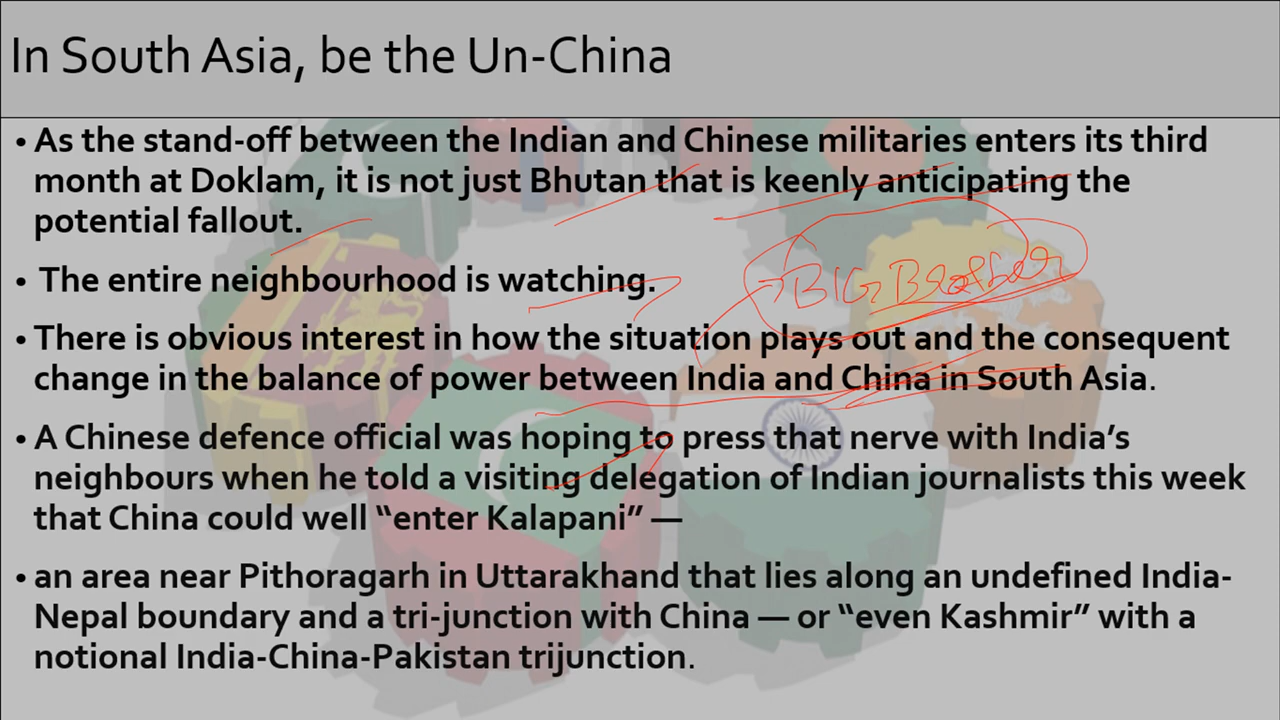 In South Asia, be the Un-China
• As the stand-off between the Indian and Chinese militaries enters its third
month at Doklam, it is not just Bhutan that is keenly anticipating the
potential fallout.
• The entire neighbourhood is watching.
BIG Brother
• There is obvious interest in how the situation plays out and the consequent
change in the balance of power between India and China in South Asia.
• A Chinese defence official was hoping to press that nerve with India’s
neighbours when he told a visiting delegation of Indian journalists this week
that China could well “enter Kalapani” —
• an area near Pithoragarh in Uttarakhand that lies along an undefined India-
Nepal boundary and a tri-junction with China — or “even Kashmir” with a
notional India-China-Pakistan trijunction.